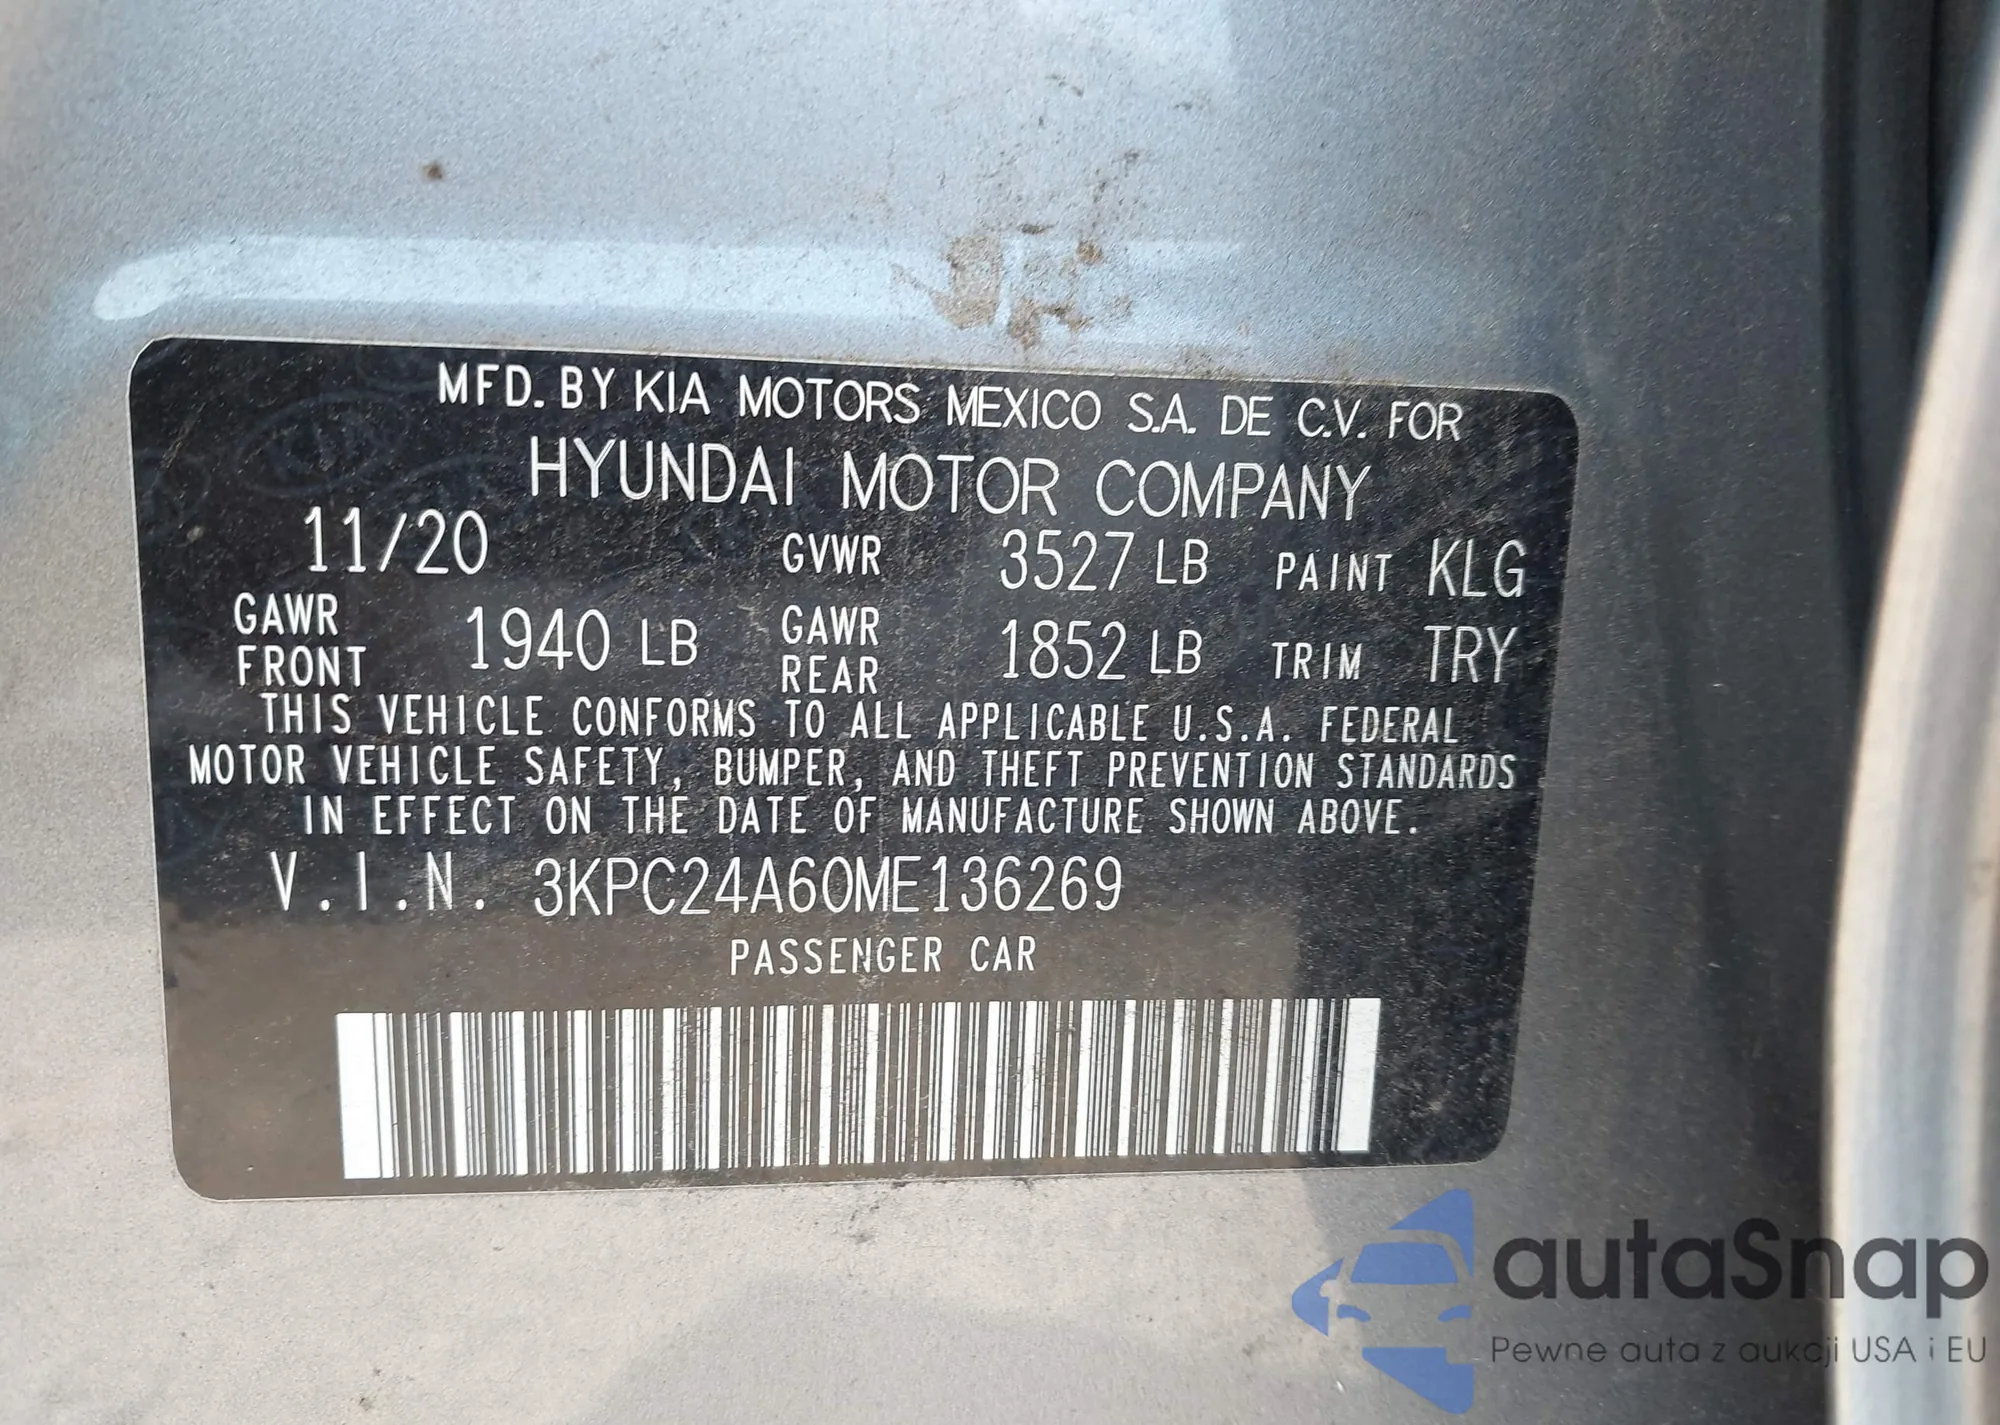 MFD. BY KIA MOTORS MEXICO S.A. DE C.V. FOR
HYUNDAI MOTOR COMPANY
11/20 GVWR 3527 LB PAINT KLG
GAWR FRONT 1940 LB GAWR REAR 1852 LB TRIM TRY
THIS VEHICLE CONFORMS TO ALL APPLICABLE U.S.A. FEDERAL
MOTOR VEHICLE SAFETY, BUMPER, AND THEFT PREVENTION STANDARDS
IN EFFECT ON THE DATE OF MANUFACTURE SHOWN ABOVE.
V.I.N. 3KPC24A60ME136269
PASSENGER CAR
autaSnap
Pewne auta z aukcji USA i EU